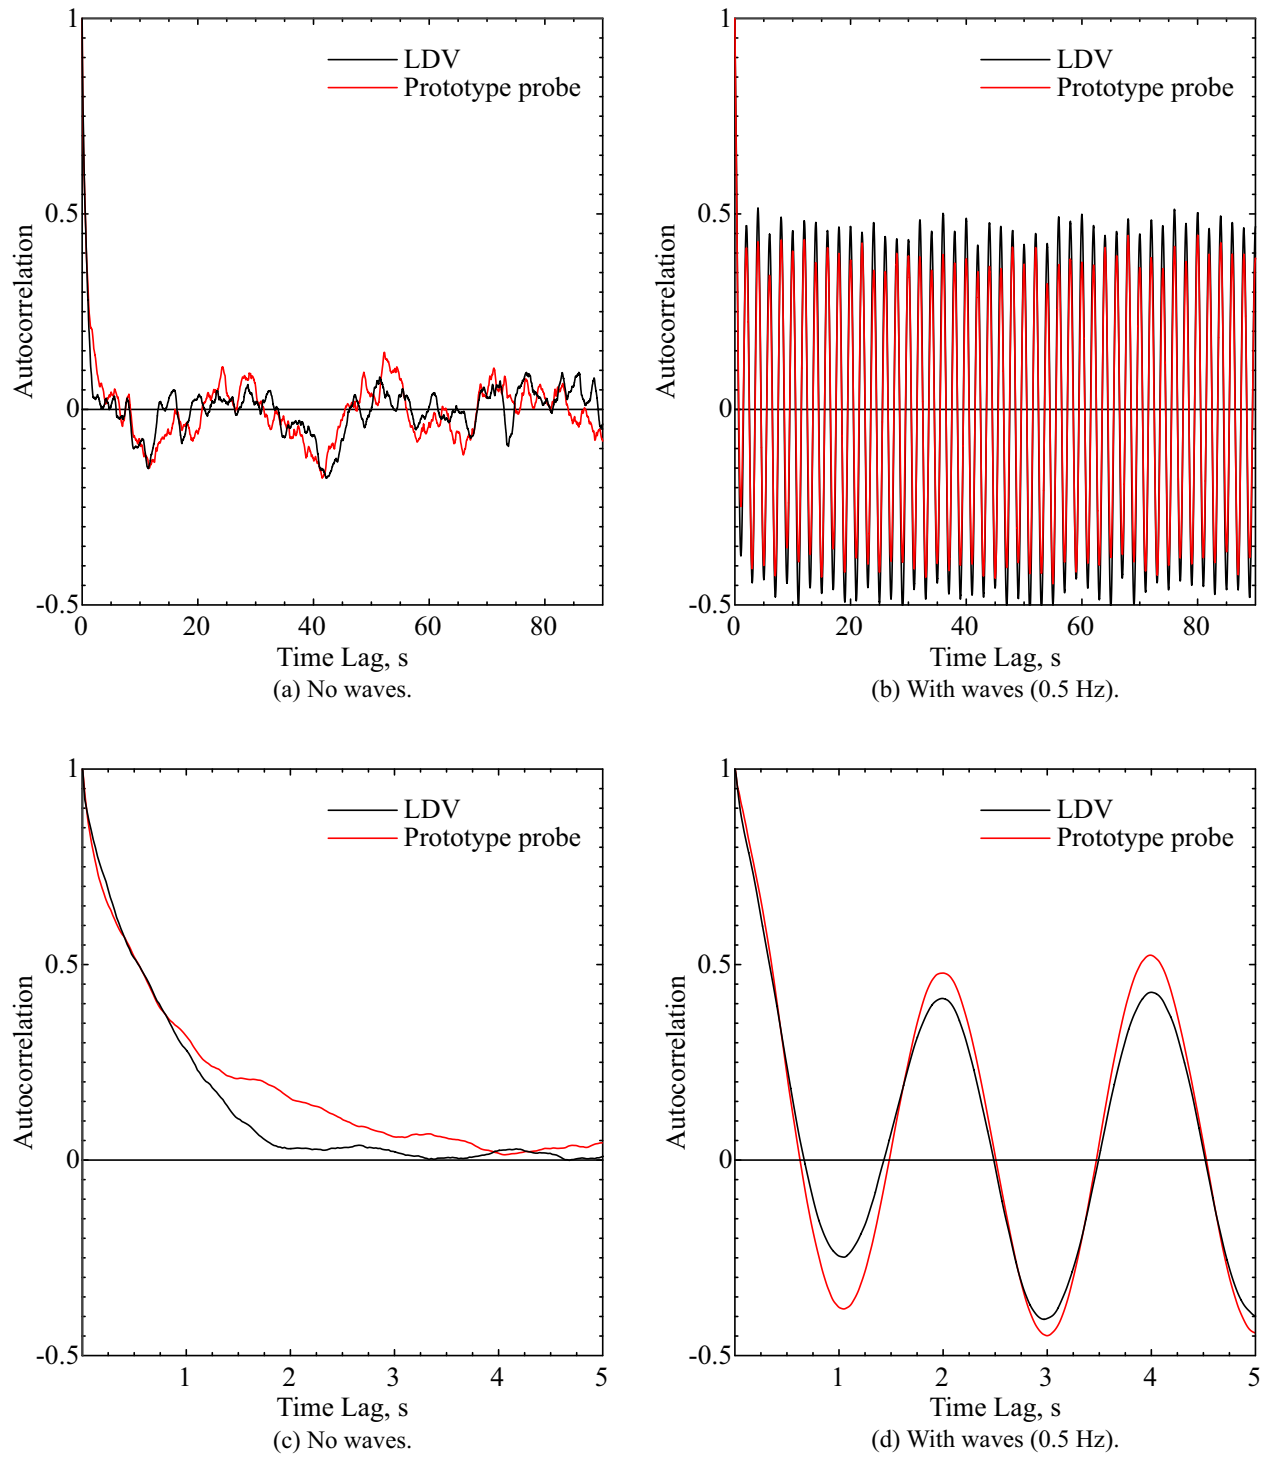 1
LDV
Prototype probe
0.5
Autocorrelation
0
-0.5
0 20 40 60 80
Time Lag, s
(a) No waves.
1
LDV
Prototype probe
0.5
Autocorrelation
0
-0.5
0 20 40 60 80
Time Lag, s
(b) With waves (0.5 Hz).
1
LDV
Prototype probe
0.5
Autocorrelation
0
-0.5
1 2 3 4 5
Time Lag, s
(c) No waves.
1
LDV
Prototype probe
0.5
Autocorrelation
0
-0.5
1 2 3 4 5
Time Lag, s
(d) With waves (0.5 Hz).